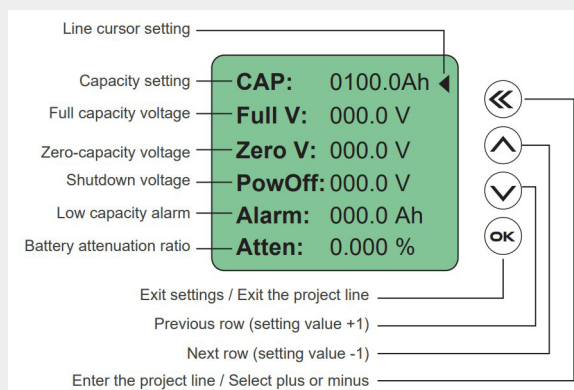 Line cursor setting
Capacity setting
CAP: 0100.0Ah
Full capacity voltage
Full V: 000.0 V
Zero-capacity voltage
Zero V: 000.0 V
Shutdown voltage
PowOff: 000.0 V
Low capacity alarm
Alarm: 000.0 Ah
Battery attenuation ratio
Atten: 0.000 %
OK
Exit settings / Exit the project line
Previous row (setting value +1)
Next row (setting value -1)
Enter the project line / Select plus or minus